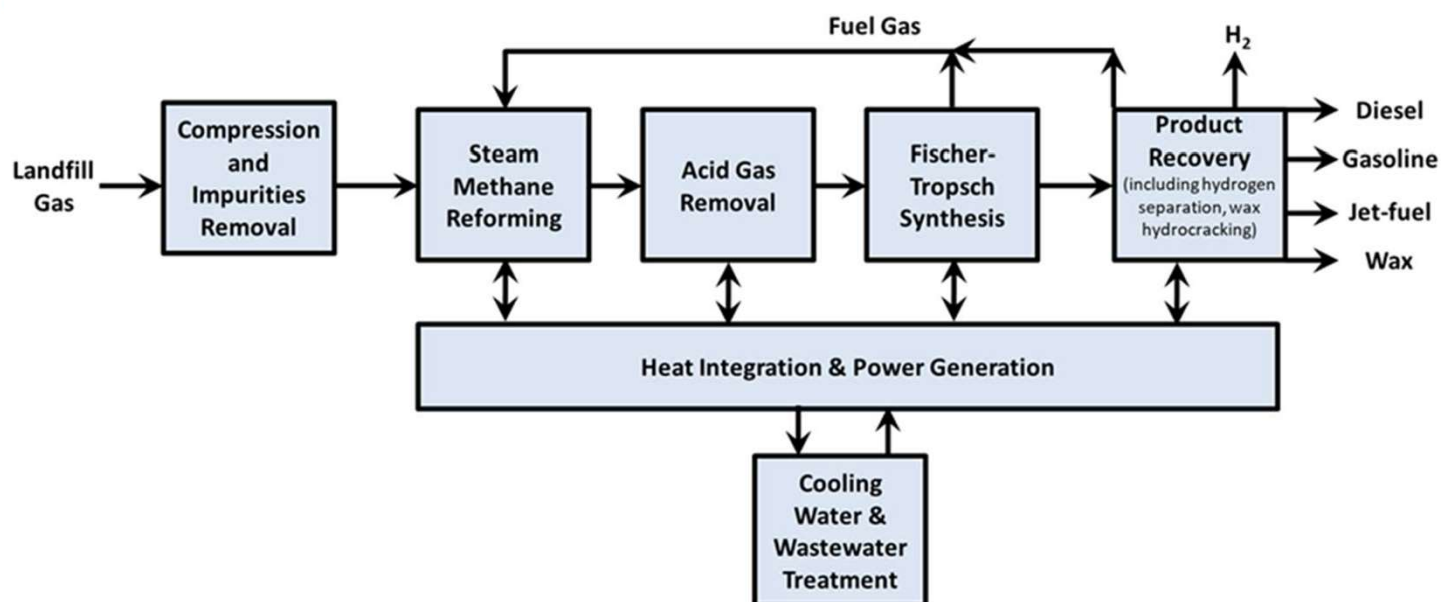 Fuel Gas
H₂
Landfill
Gas
Compression
and
Impurities
Removal
Steam
Methane
Reforming
Acid Gas
Removal
Fischer-
Tropsch
Synthesis
Product
Recovery
(including hydrogen
separation, wax
hydrocracking)
Diesel
Gasoline
Jet-fuel
Wax
Heat Integration & Power Generation
Cooling
Water &
Wastewater
Treatment